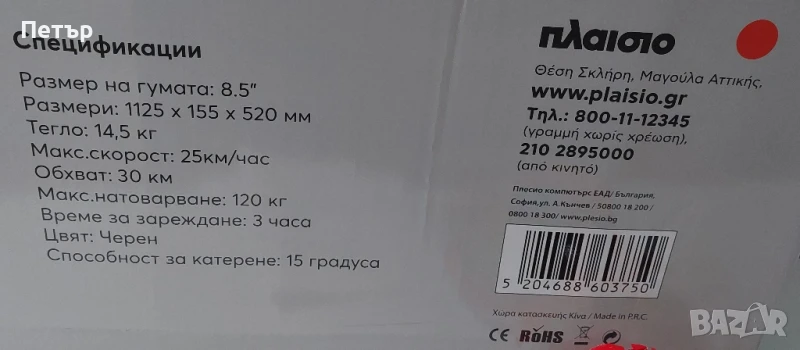 Петър
Спецификации
Размер на гумата: 8.5"
Размери: 1125 x 155 x 520 мм
Тегло: 14,5 кг
Макс.скорост: 25км/час
Обхват: 30 км
Макс.натоварване: 120 кг
Време за зареждане: 3 часа
Цвят: Черен
Способност за катерене: 15 градуса
πλαισιο
Θέση Σκλήρη, Μαγούλα Αττικής,
www.plaisio.gr
Τηλ.: 800-11-12345
(γραμμή χωρίς χρέωση),
210 2895000
(από κινητό)
Плесио компютърс ЕАД/ България,
София,ул. А.Кънчев / 50800 18 200 /
0800 18 300/ www.plesio.bg
5 204688 603750
Χώρα κατασκευής Κίνα / Made in P.R.C.
CE RoHS
BAZAR